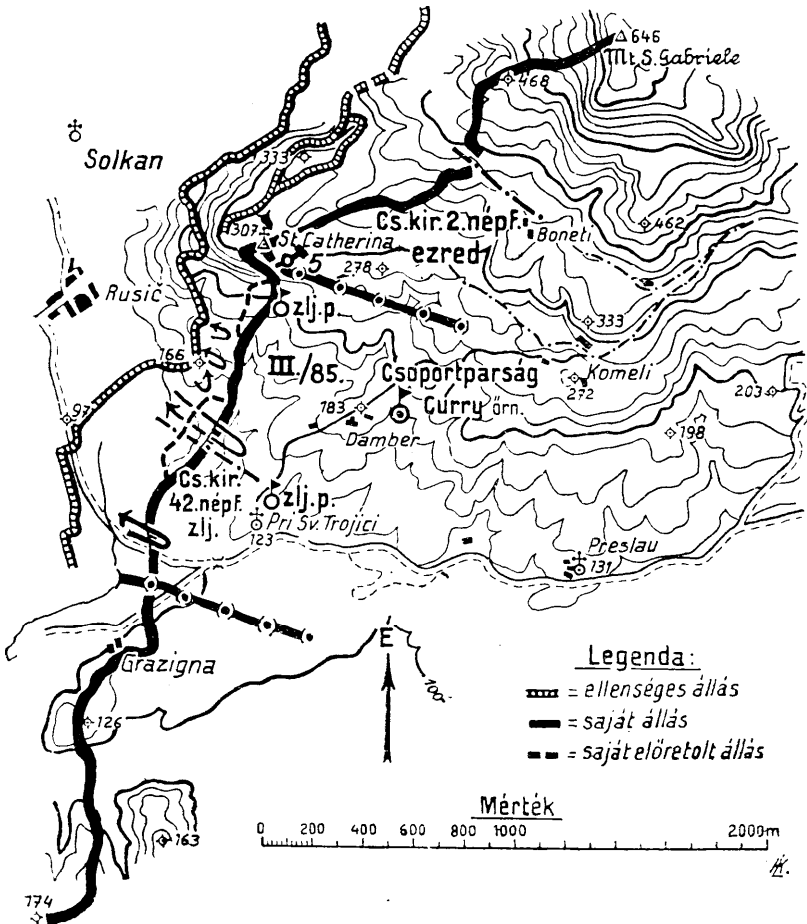 646
Mt. S. Gabriele
468
333
Solkan
307
St. Catherina
Cs. kir. 2. népf.
ezred
462
Boneti
5
278
Rusič
zlj. p.
333
166
III./85.
Csoportparság
Curry őrn.
Komeli
272
203
97
183
Damber
198
Cs. kir.
42. népf.
zlj.
zlj. p.
Pri Sv. Trojici
123
Preslau
131
É
Grazigna
100
126
Legenda:
= ellenséges állás
= saját állás
= saját előretolt állás
Mérték
0 200 400 600 800 1000 2000m
163
174